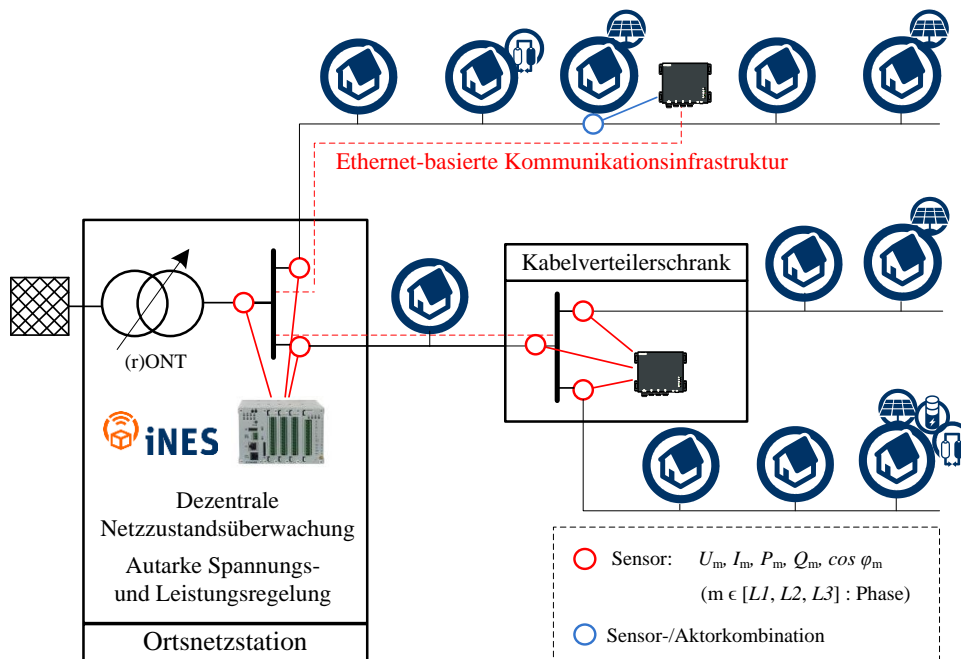 Ethernet-basierte Kommunikationsinfrastruktur
Kabelverteilerschrank
(r)ONT
iNES
Dezentrale
Netzzustandsüberwachung
Autarke Spannungs-
und Leistungsregelung
Ortsnetzstation
Sensor: Um, Im, Pm, Qm, cos φm
(m ϵ [L1, L2, L3] : Phase)
Sensor-/Aktorkombination